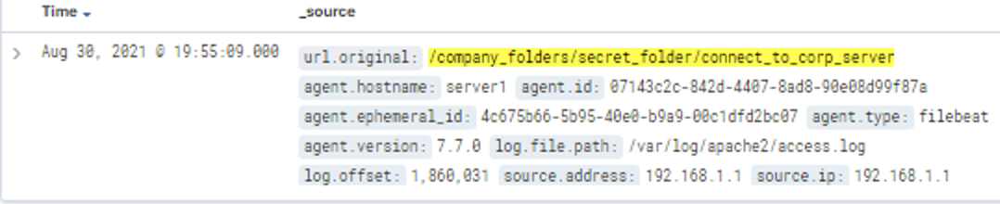 Time _source
Aug 30, 2021 @ 19:55:09.000 url.original: /company_folders/secret_folder/connect_to_corp_server
agent.hostname: server1 agent.id: 07143c2c-842d-4407-8ad8-90e08d99f87a
agent.ephemeral_id: 4c675b66-5b95-40e0-b9a9-00c1dfd2bc07 agent.type: filebeat
agent.version: 7.7.0 log.file.path: /var/log/apache2/access.log
log.offset: 1,860,031 source.address: 192.168.1.1 source.ip: 192.168.1.1